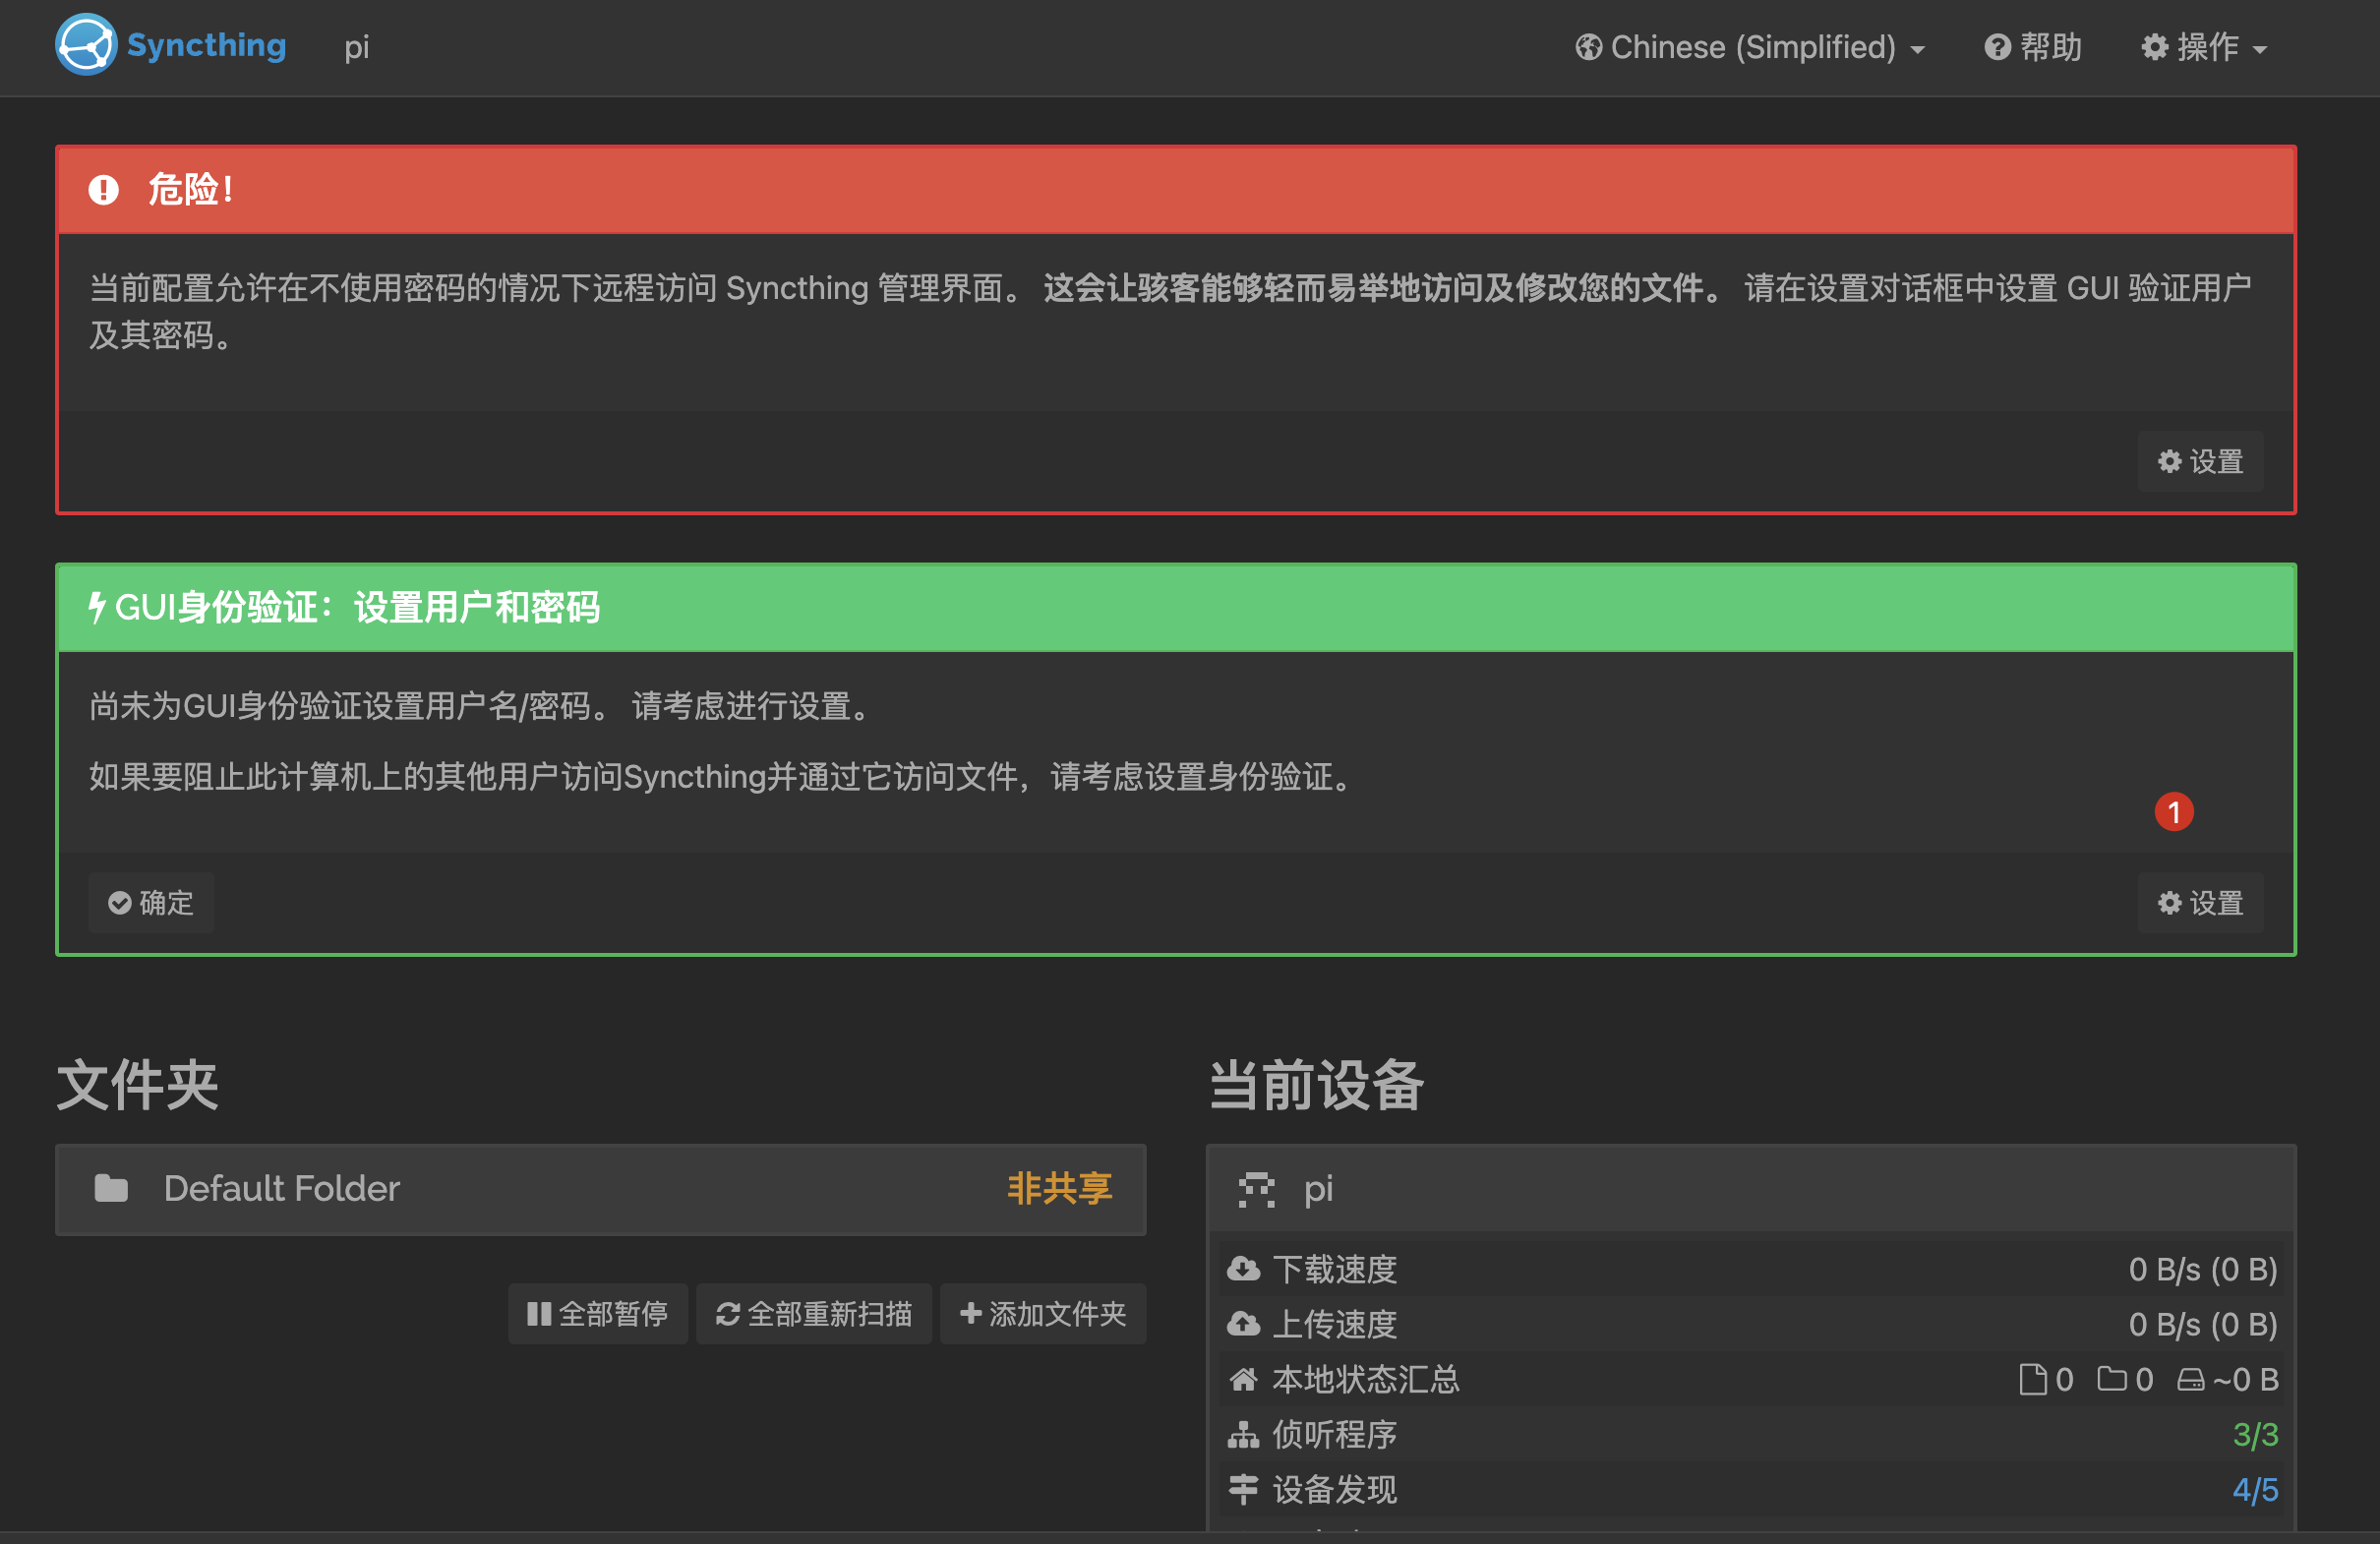 Syncthing
pi
Chinese (Simplified)
帮助
操作
危险！
当前配置允许在不使用密码的情况下远程访问 Syncthing 管理界面。 这会让骇客能够轻而易举地访问及修改您的文件。 请在设置对话框中设置 GUI 验证用户
及其密码。
设置
GUI身份验证：设置用户和密码
尚未为GUI身份验证设置用户名/密码。 请考虑进行设置。
如果要阻止此计算机上的其他用户访问Syncthing并通过它访问文件，请考虑设置身份验证。
1
确定
设置
文件夹
Default Folder
非共享
全部暂停
全部重新扫描
添加文件夹
当前设备
pi
下载速度
0 B/s (0 B)
上传速度
0 B/s (0 B)
本地状态汇总
0 0 ~0 B
侦听程序
3/3
设备发现
4/5